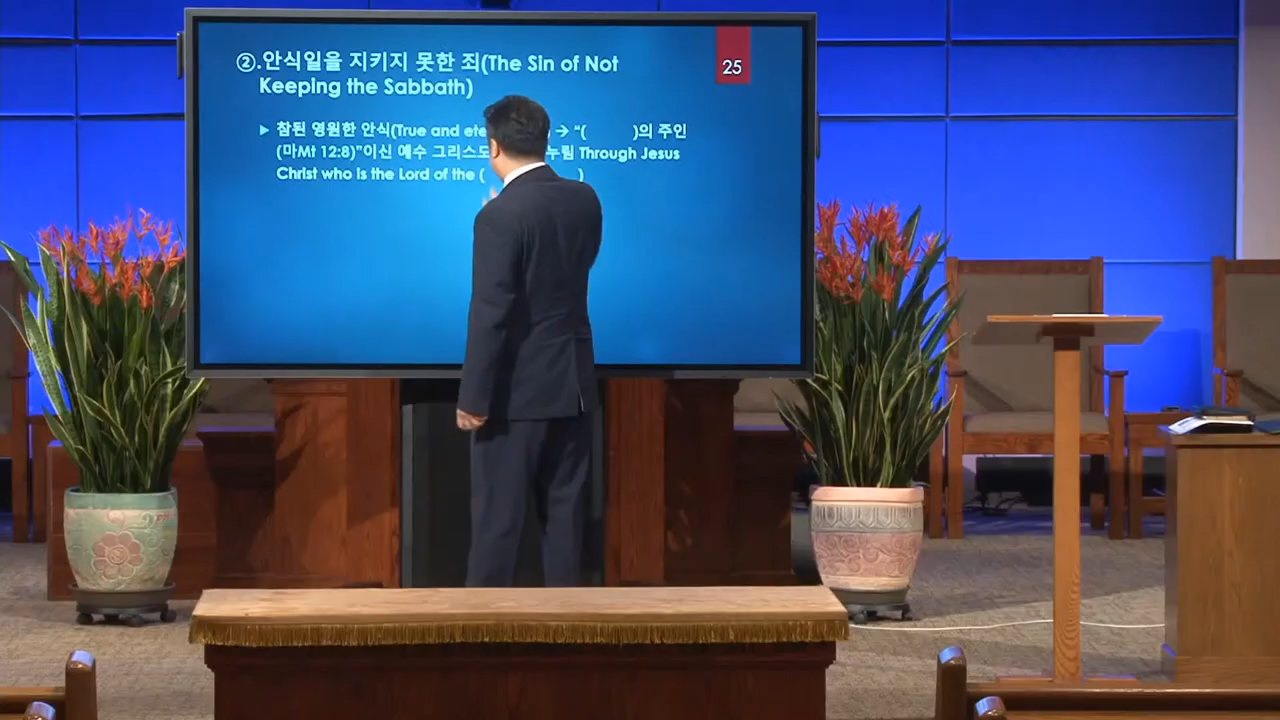 ②.안식일을 지키지 못한 죄(The Sin of Not
Keeping the Sabbath)
25
▶ 참된 영원한 안식(True and → “( )의 주인
(마Mt 12:8)”이신 예수 그리스도 누림 Through Jesus
Christ who is the Lord of the ( )